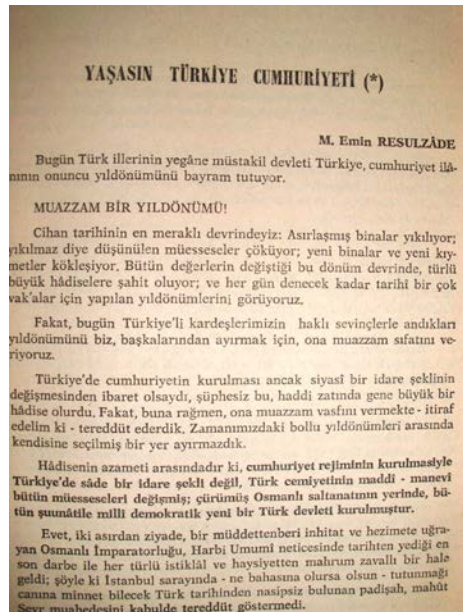 YAŞASIN TÜRKİYE CUMHURİYETİ (*)
M. Emin RESULZÂDE
Bugün Türk illerinin yegâne müstakil devleti Türkiye, cumhuriyet ilâ-
nının onuncu yıldönümünü bayram tutuyor.
MUAZZAM BİR YILDÖNÜMÜ!
Cihan tarihinin en meraklı devrindeyiz: Asırlaşmış binalar yıkılıyor;
yıkılmaz diye düşünülen müesseseler çöküyor; yeni binalar ve yeni kıy-
metler kökleşiyor. Bütün değerlerin değiştiği bu dönüm devrinde, türlü
büyük hâdiselere şahit oluyor; ve her gün denecek kadar tarihî bir çok
vak'alar için yapılan yıldönümlerini görüyoruz.
Fakat, bugün Türkiye'li kardeşlerimizin haklı sevinçlerle andıkları
yıldönümünü biz, başkalarından ayırmak için, ona muazzam sıfatını ve-
riyoruz.
Türkiye'de cumhuriyetin kurulması ancak siyasî bir idare şeklinin
değişmesinden ibaret olsaydı, şüphesiz bu, haddi zatında gene büyük bir
hâdise olurdu. Fakat, buna rağmen, ona muazzam vasfını vermekte - itiraf
edelim ki - tereddüt ederdik. Zamanımızdaki bollu yıldönümleri arasında
kendisine seçilmiş bir yer ayırmazdık.
Hâdisenin azameti arasındadır ki, cumhuriyet rejiminin kurulmasiyle
Türkiye'de sâde bir idare şekli değil, Türk cemiyetinin maddî - manevî
bütün müesseseleri değişmiş; çürümüş Osmanlı saltanatının yerinde, bü-
tün şuunâtile millî demokratik yeni bir Türk devleti kurulmuştur.
Evet, iki asırdan ziyade, bir müddettenberi inhitat ve hezimete uğra-
yan Osmanlı İmparatorluğu, Harbi Umumî neticesinde tarihten yediği en
son darbe ile her türlü istiklâl ve haysiyetten mahrum zavallı bir hale
geldi; şöyle ki İstanbul sarayında - ne bahasına olursa olsun - tutunmağı
canına minnet bilecek Türk tarihinden nasipsiz bulunan padişah, mahût
Sevr muahedesini kabulde tereddüt göstermedi.